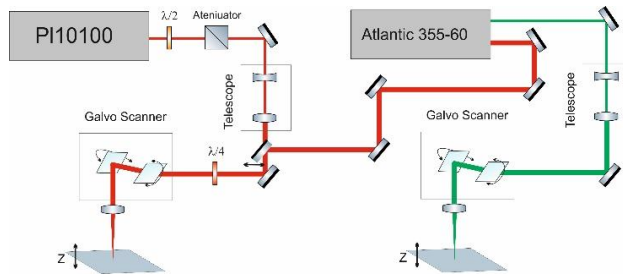 PI10100
λ/2
Ateniuator
Atlantic 355-60
Telescope
Galvo Scanner
λ/4
Z
Galvo Scanner
Telescope
Z